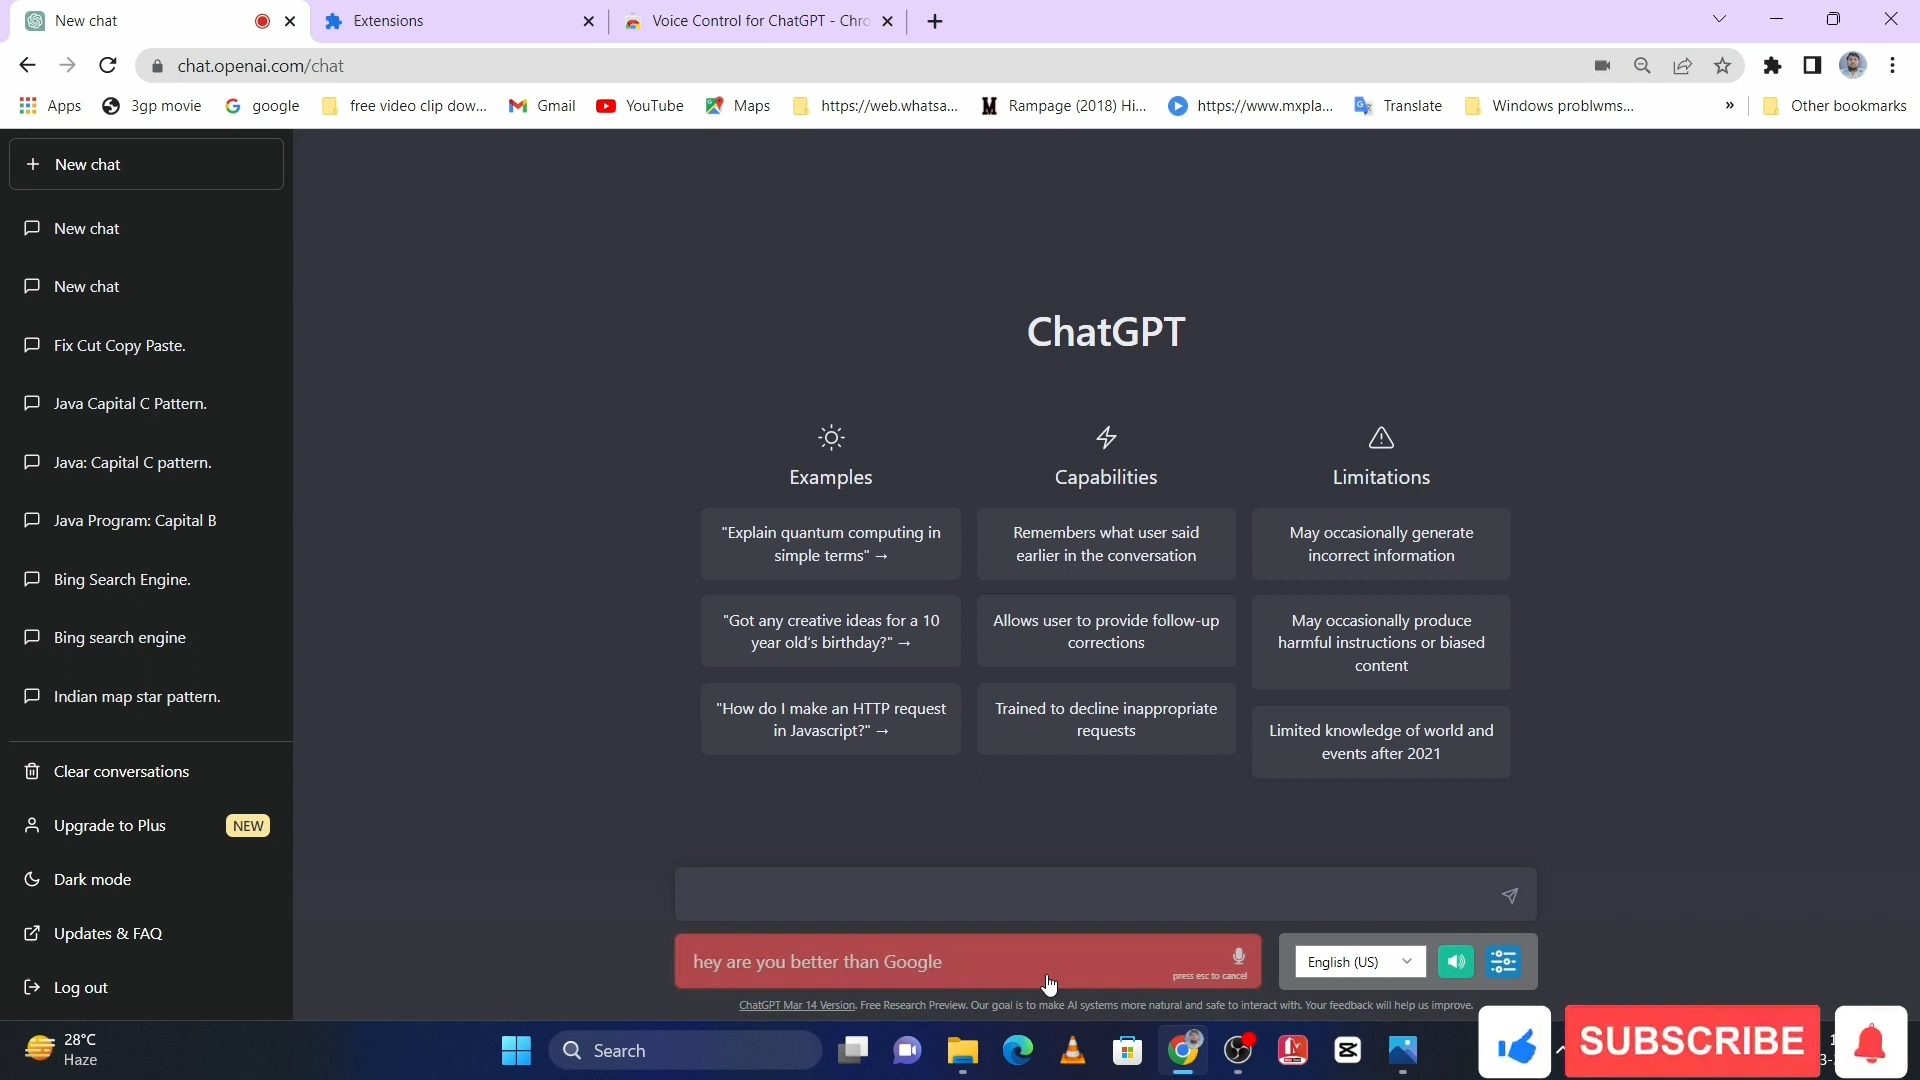 New chat
Extensions
Voice Control for ChatGPT - Chro
chat.openai.com/chat
Apps
3gp movie
google
free video clip dow...
Gmail
YouTube
Maps
https://web.whatsa...
Rampage (2018) Hi...
https://www.mxpla...
Translate
Windows problwms...
»
Other bookmarks
+ New chat
New chat
New chat
Fix Cut Copy Paste.
Java Capital C Pattern.
Java: Capital C pattern.
Java Program: Capital B
Bing Search Engine.
Bing search engine
Indian map star pattern.
Clear conversations
Upgrade to Plus
NEW
Dark mode
Updates & FAQ
Log out
ChatGPT
Examples
"Explain quantum computing in
simple terms" →
"Got any creative ideas for a 10
year old's birthday?" →
"How do I make an HTTP request
in Javascript?" →
Capabilities
Remembers what user said
earlier in the conversation
Allows user to provide follow-up
corrections
Trained to decline inappropriate
requests
Limitations
May occasionally generate
incorrect information
May occasionally produce
harmful instructions or biased
content
Limited knowledge of world and
events after 2021
hey are you better than Google
press esc to cancel
English (US)
ChatGPT Mar 14 Version. Free Research Preview. Our goal is to make AI systems more natural and safe to interact with. Your feedback will help us improve.
28°C
Haze
Search
SUBSCRIBE